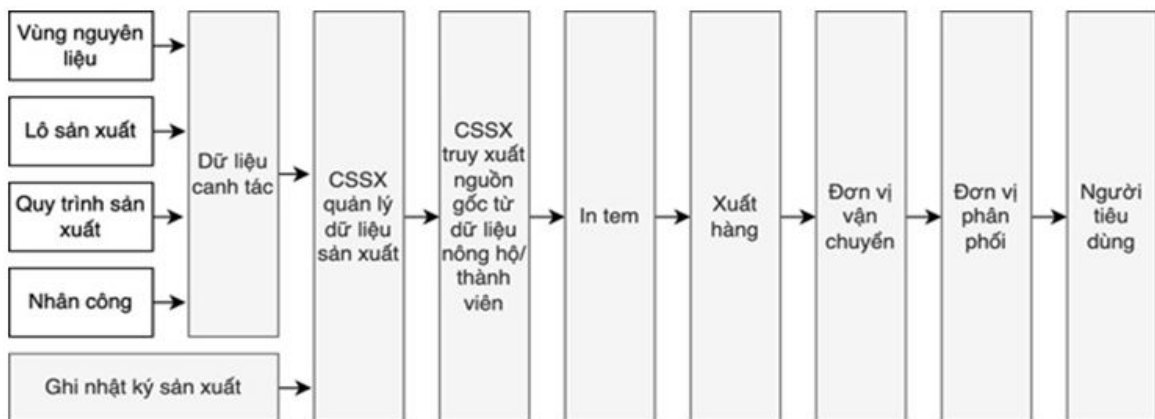 Vùng nguyên
liệu
Lô sản xuất
Quy trình sản
xuất
Nhân công
Ghi nhật ký sản xuất
Dữ liệu
canh tác
CSSX
quản lý
dữ liệu
sản xuất
CSSX
truy xuất
nguồn
gốc từ
dữ liệu
nông hộ/
thành
viên
In tem
Xuất
hàng
Đơn vị
vận
chuyển
Đơn vị
phân
phối
Người
tiêu
dùng